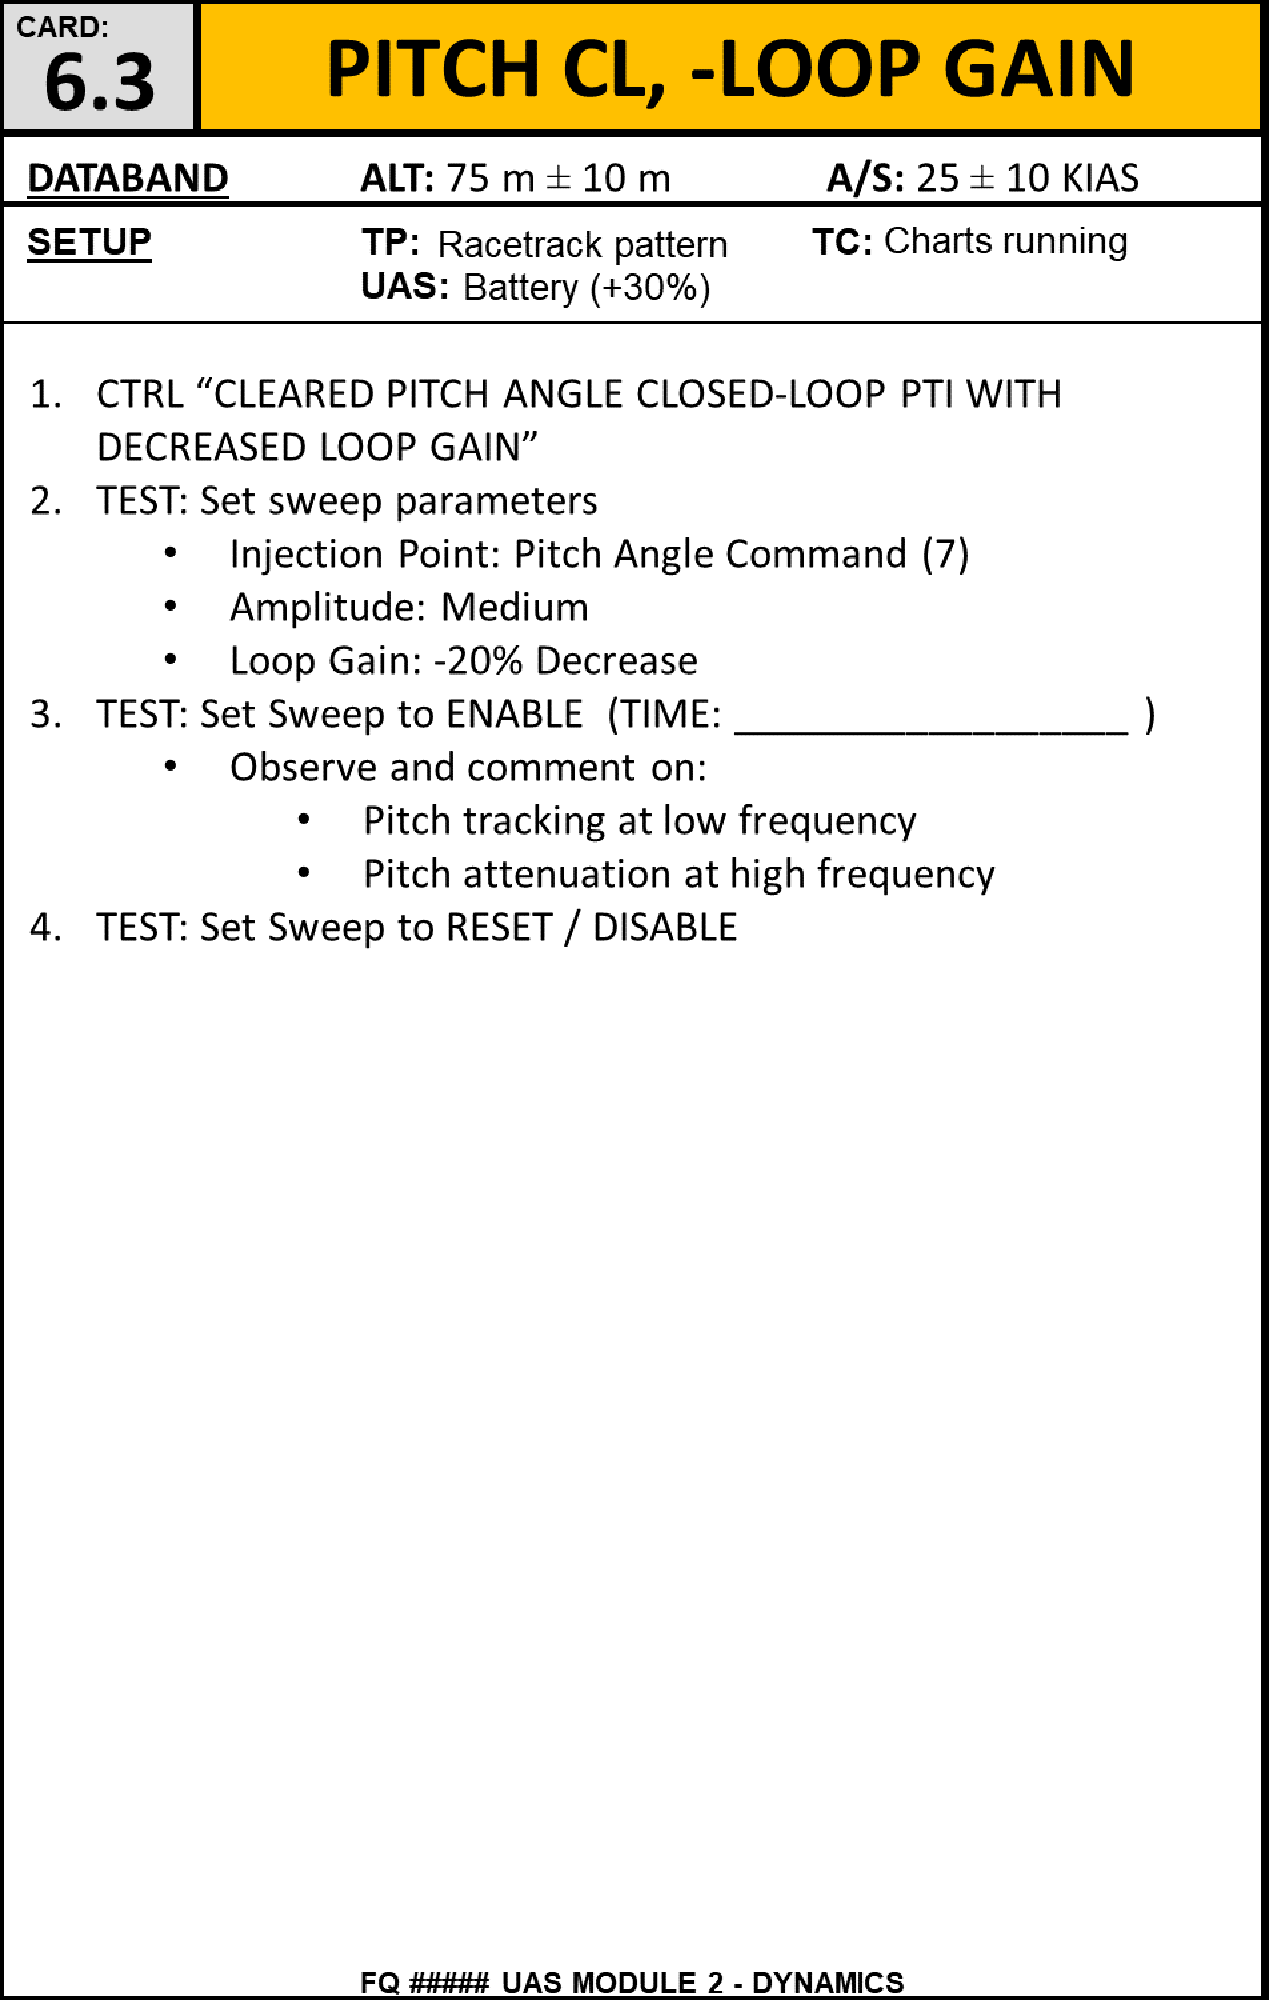 CARD:
6.3
PITCH CL, -LOOP GAIN
DATABAND ALT: 75 m ± 10 m A/S: 25 ± 10 KIAS
SETUP TP: Racetrack pattern TC: Charts running
UAS: Battery (+30%)
1. CTRL “CLEARED PITCH ANGLE CLOSED-LOOP PTI WITH
DECREASED LOOP GAIN”
2. TEST: Set sweep parameters
• Injection Point: Pitch Angle Command (7)
• Amplitude: Medium
• Loop Gain: -20% Decrease
3. TEST: Set Sweep to ENABLE (TIME: __________________ )
• Observe and comment on:
• Pitch tracking at low frequency
• Pitch attenuation at high frequency
4. TEST: Set Sweep to RESET / DISABLE
FQ ##### UAS MODULE 2 - DYNAMICS